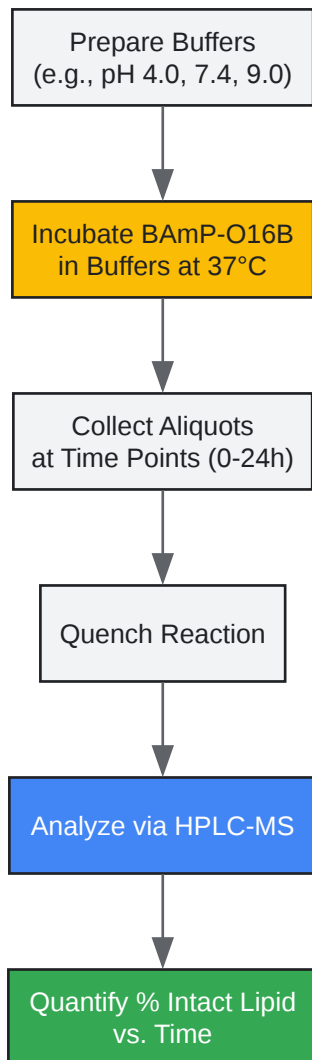 Prepare Buffers
(e.g., pH 4.0, 7.4, 9.0)
Incubate BAmP-O16B
in Buffers at 37°C
Collect Aliquots
at Time Points (0-24h)
Quench Reaction
Analyze via HPLC-MS
Quantify % Intact Lipid
vs. Time